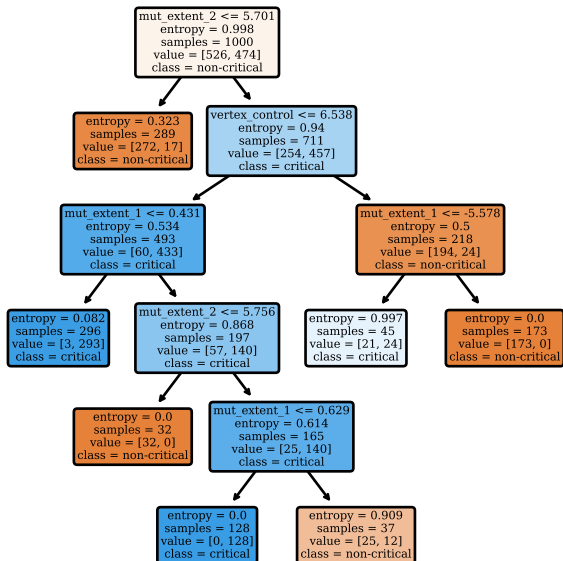 mut_extent_2 <= 5.701
entropy = 0.998
samples = 1000
value = [526, 474]
class = non-critical
entropy = 0.323
samples = 289
value = [272, 17]
class = non-critical
vertex_control <= 6.538
entropy = 0.94
samples = 711
value = [254, 457]
class = critical
mut_extent_1 <= 0.431
entropy = 0.534
samples = 493
value = [60, 433]
class = critical
mut_extent_1 <= -5.578
entropy = 0.5
samples = 218
value = [194, 24]
class = non-critical
entropy = 0.082
samples = 296
value = [3, 293]
class = critical
mut_extent_2 <= 5.756
entropy = 0.868
samples = 197
value = [57, 140]
class = critical
entropy = 0.997
samples = 45
value = [21, 24]
class = critical
entropy = 0.0
samples = 173
value = [173, 0]
class = non-critical
entropy = 0.0
samples = 32
value = [32, 0]
class = non-critical
mut_extent_1 <= 0.629
entropy = 0.614
samples = 165
value = [25, 140]
class = critical
entropy = 0.0
samples = 128
value = [0, 128]
class = critical
entropy = 0.909
samples = 37
value = [25, 12]
class = non-critical